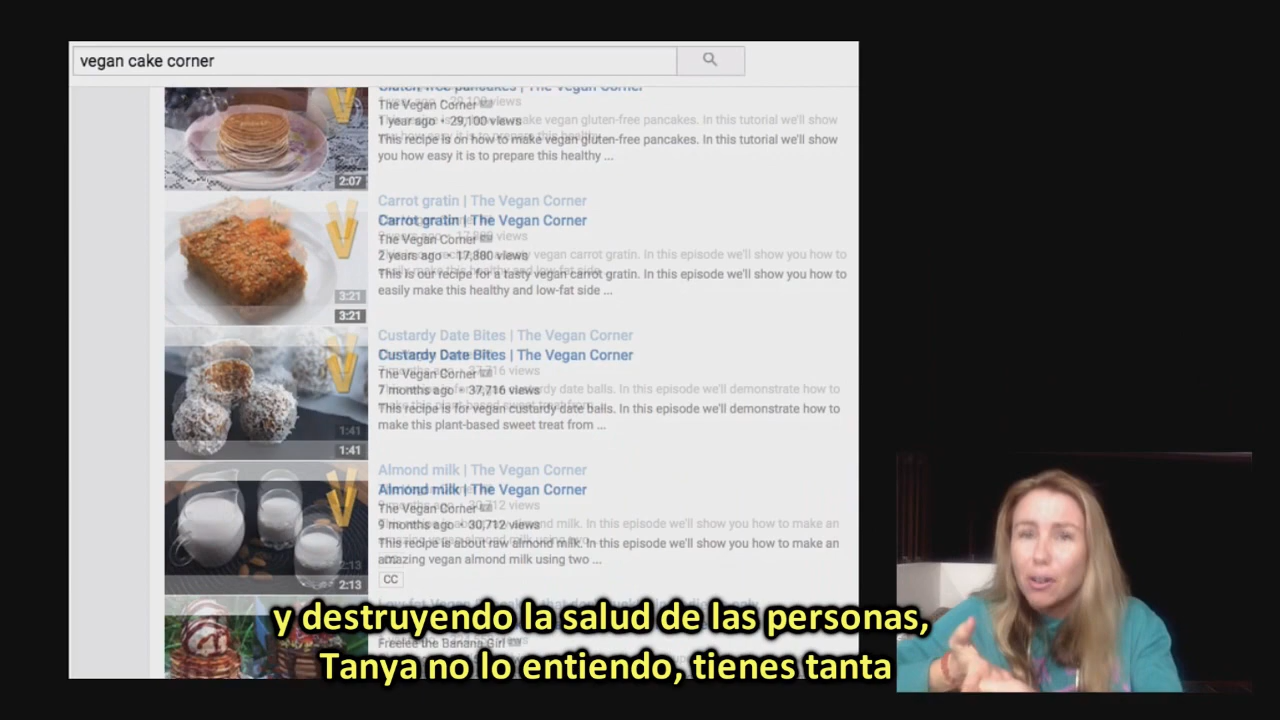 vegan cake corner
Gluten-free pancakes | The Vegan Corner
The Vegan Corner
1 year ago • 29,100 views
This recipe is on how to make vegan gluten-free pancakes. In this tutorial we'll show
you how easy it is to prepare this healthy ...
2:07
Carrot gratin | The Vegan Corner
Carrot gratin | The Vegan Corner
The Vegan Corner
2 years ago • 17,880 views
This is our recipe for a tasty vegan carrot gratin. In this episode we'll show you how to
easily make this healthy and low-fat side ...
3:21
3:21
Custardy Date Bites | The Vegan Corner
Custardy Date Bites | The Vegan Corner
The Vegan Corner
7 months ago • 37,716 views
This recipe is for vegan custardy date balls. In this episode we'll demonstrate how to
make this plant-based sweet treat from ...
1:41
1:41
Almond milk | The Vegan Corner
Almond milk | The Vegan Corner
The Vegan Corner
9 months ago • 30,712 views
This recipe is about raw almond milk. In this episode we'll show you how to make an
amazing vegan almond milk using two ...
2:13
2:13
CC
Freelee the Banana Girl
y destruyendo la salud de las personas,
Tanya no lo entiendo, tienes tanta